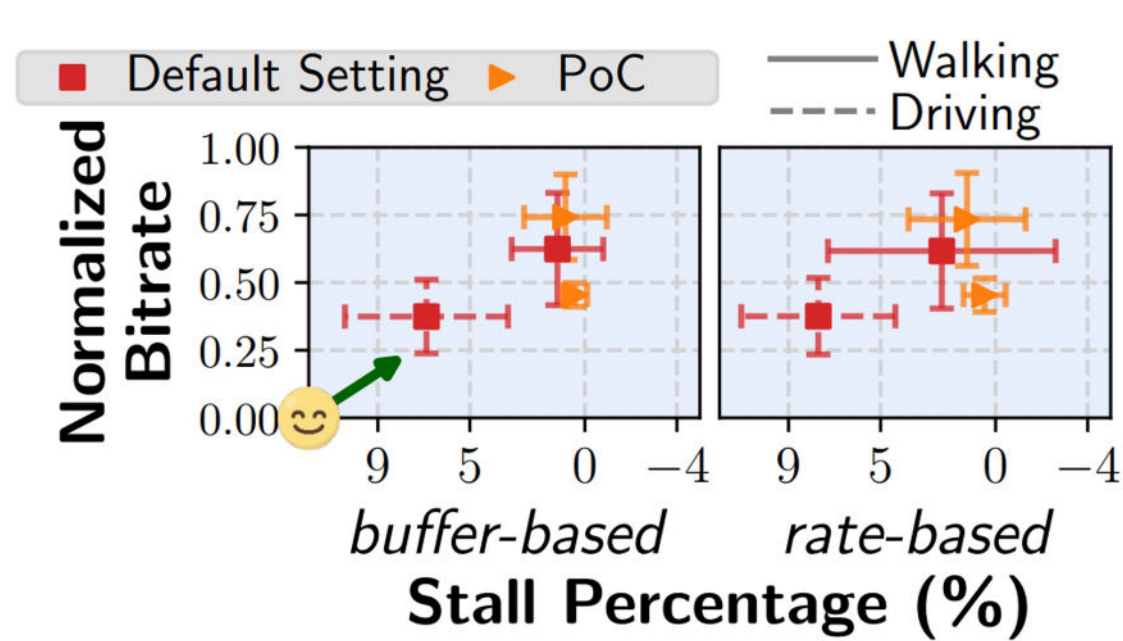 Default Setting PoC
Walking
Driving
Normalized
Bitrate
1.00
0.75
0.50
0.25
0.00
9 5 0 −4
9 5 0 −4
buffer-based
rate-based
Stall Percentage (%)